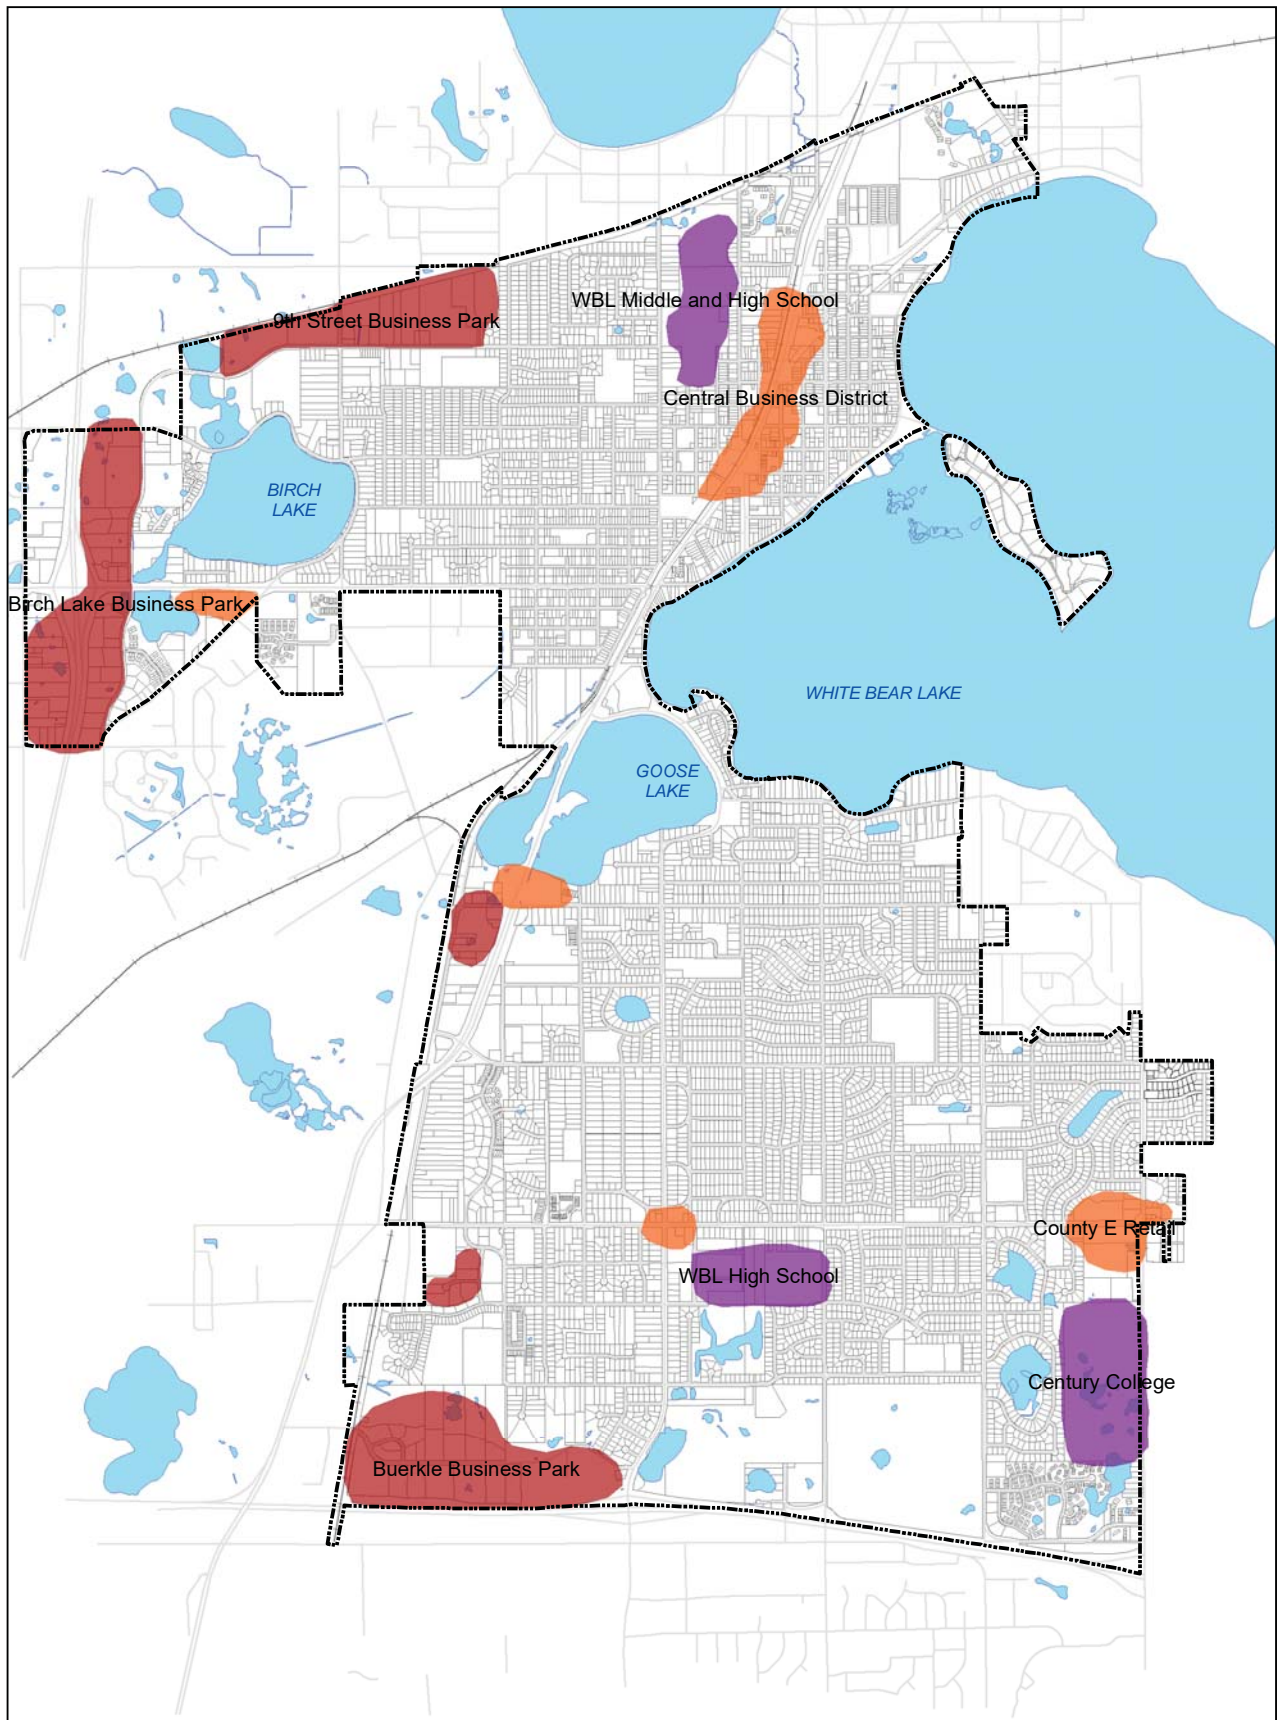 WBL Middle and High School
9th Street Business Park
Central Business District
BIRCH
LAKE
Birch Lake Business Park
WHITE BEAR LAKE
GOOSE
LAKE
County E Retail
WBL High School
Century College
Buerkle Business Park